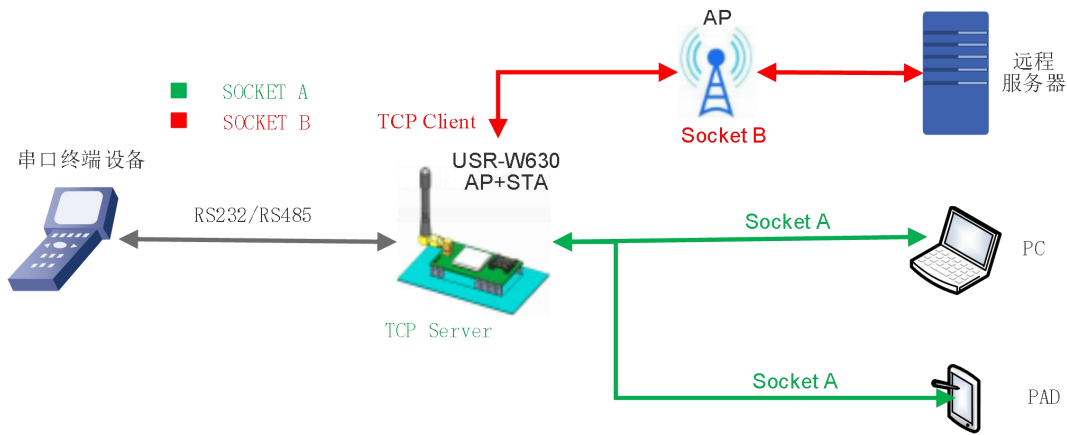 AP
远程
服务器
SOCKET A
SOCKET B
TCP Client
Socket B
串口终端设备
USR-W630
AP+STA
RS232/RS485
Socket A
PC
TCP Server
Socket A
PAD